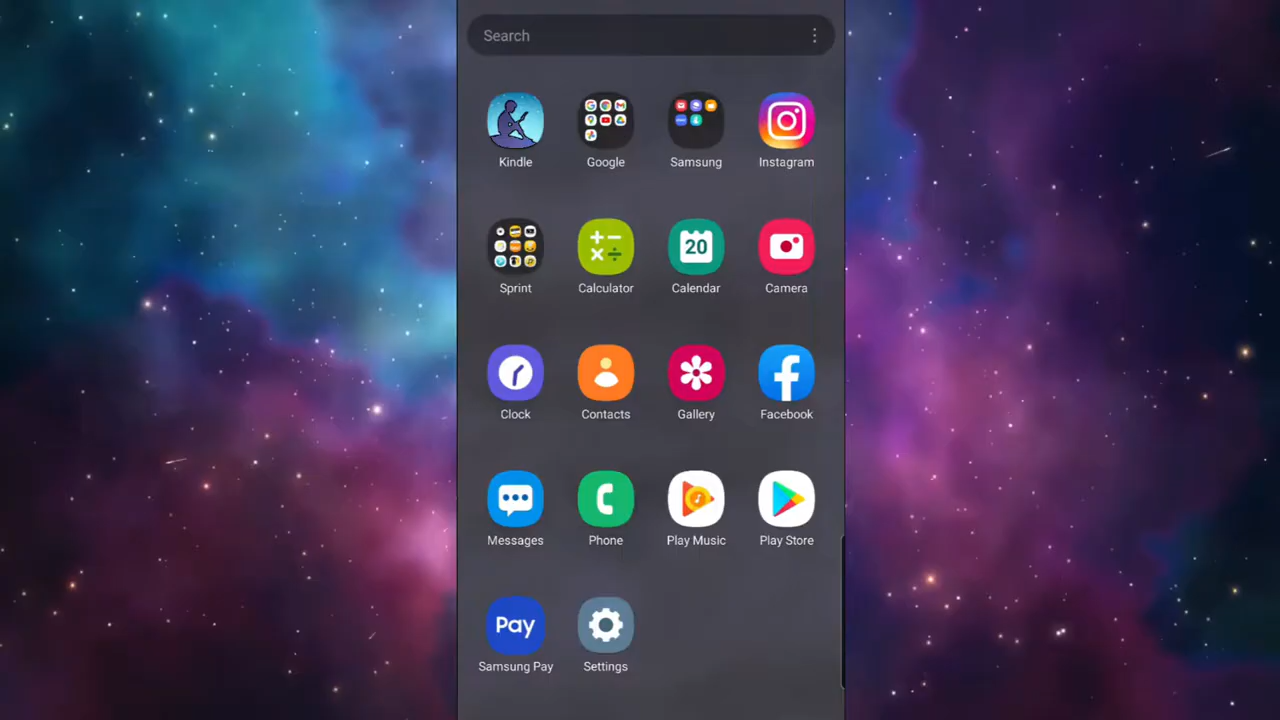 Search
Kindle
Google
Samsung
Instagram
Sprint
Calculator
20
Calendar
Camera
Clock
Contacts
Gallery
Facebook
Messages
Phone
Play Music
Play Store
Pay
Samsung Pay
Settings